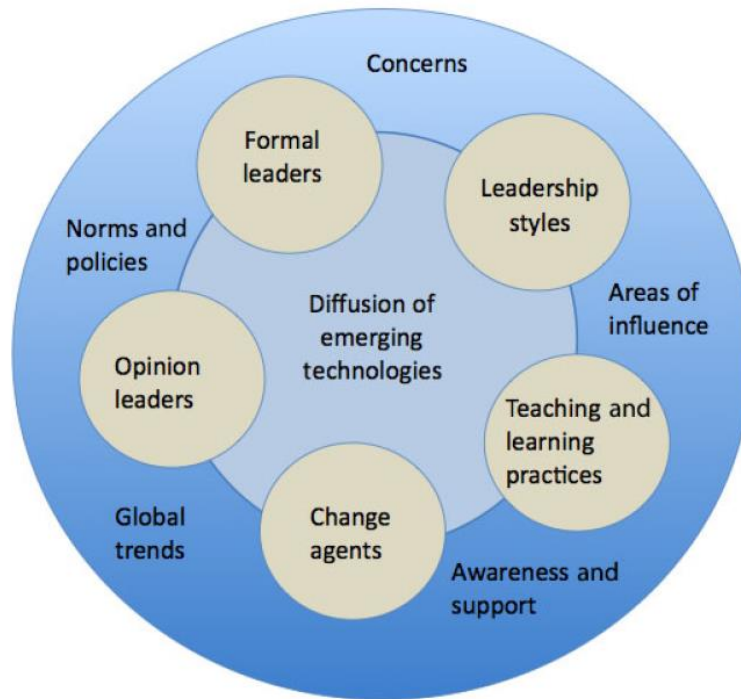 Concerns
Formal
leaders
Leadership
styles
Norms and
policies
Diffusion of
emerging
technologies
Areas of
influence
Opinion
leaders
Teaching and
learning
practices
Global
trends
Change
agents
Awareness and
support